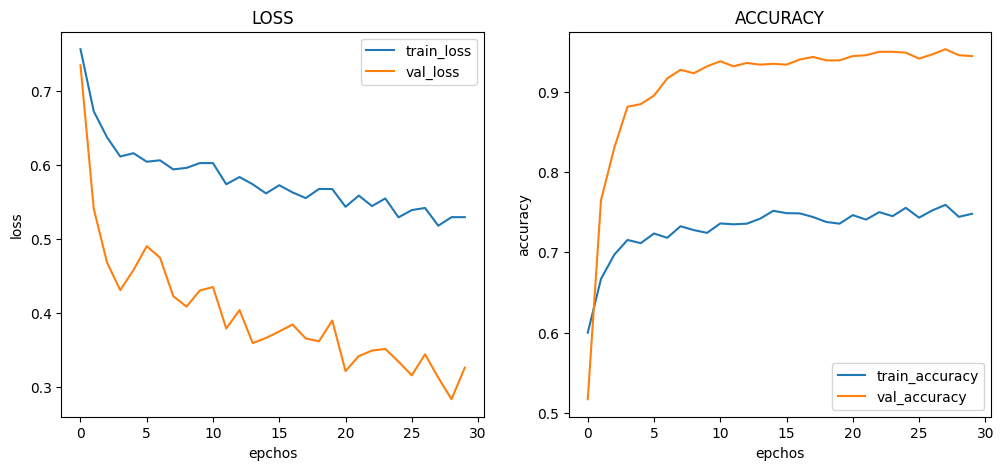 LOSS
train_loss
val_loss
0.7
0.6
0.5
0.4
0.3
loss
0 5 10 15 20 25 30
epchos
ACCURACY
0.9
0.8
0.7
0.6
0.5
accuracy
train_accuracy
val_accuracy
0 5 10 15 20 25 30
epchos